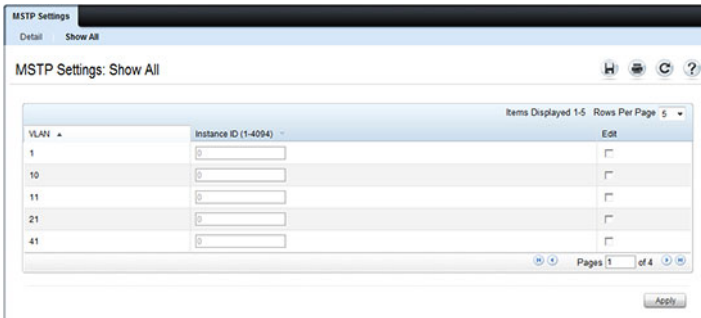 MSTP Settings
Detail Show All
MSTP Settings: Show All
Items Displayed 1-5 Rows Per Page 5
VLAN Instance ID (1-4094) Edit
1 0
10 0
11 0
21 0
41 0
Pages 1 of 4
Apply